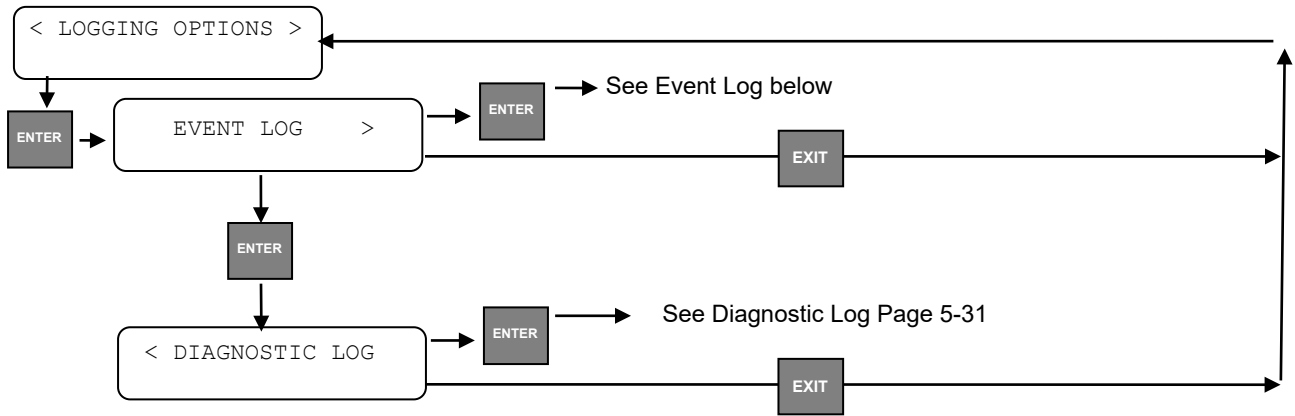 < LOGGING OPTIONS >
ENTER
EVENT LOG >
ENTER
See Event Log below
EXIT
ENTER
< DIAGNOSTIC LOG
ENTER
See Diagnostic Log Page 5-31
EXIT